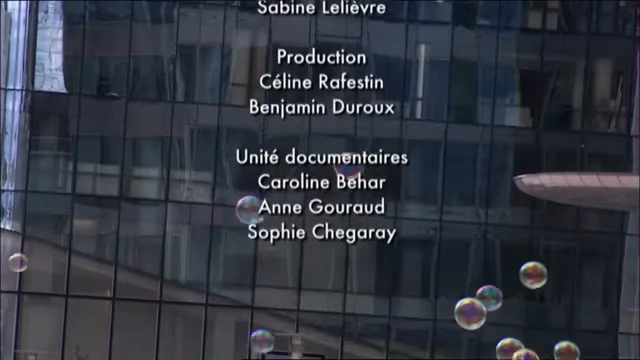 Sabine Lelièvre
Production
Céline Rafestin
Benjamin Duroux
Unité documentaires
Caroline Behar
Anne Gouraud
Sophie Chegaray